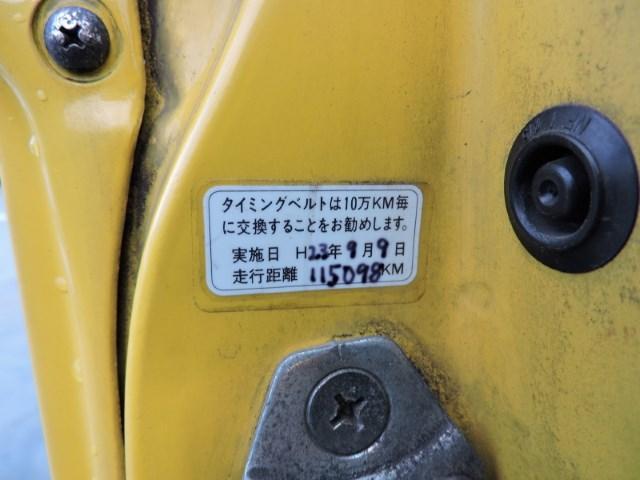 タイミングベルトは10万KM毎
に交換することをお勧めします。
実施日 H23年9月9日
走行距離 115098KM